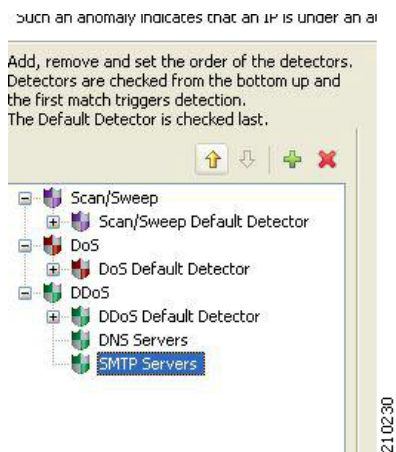 Such an anomaly indicates that an IP is under an
Add, remove and set the order of the detectors.
Detectors are checked from the bottom up and
the first match triggers detection.
The Default Detector is checked last.
Scan/Sweep
Scan/Sweep Default Detector
DoS
DoS Default Detector
DDoS
DDoS Default Detector
DNS Servers
SMTP Servers
210230